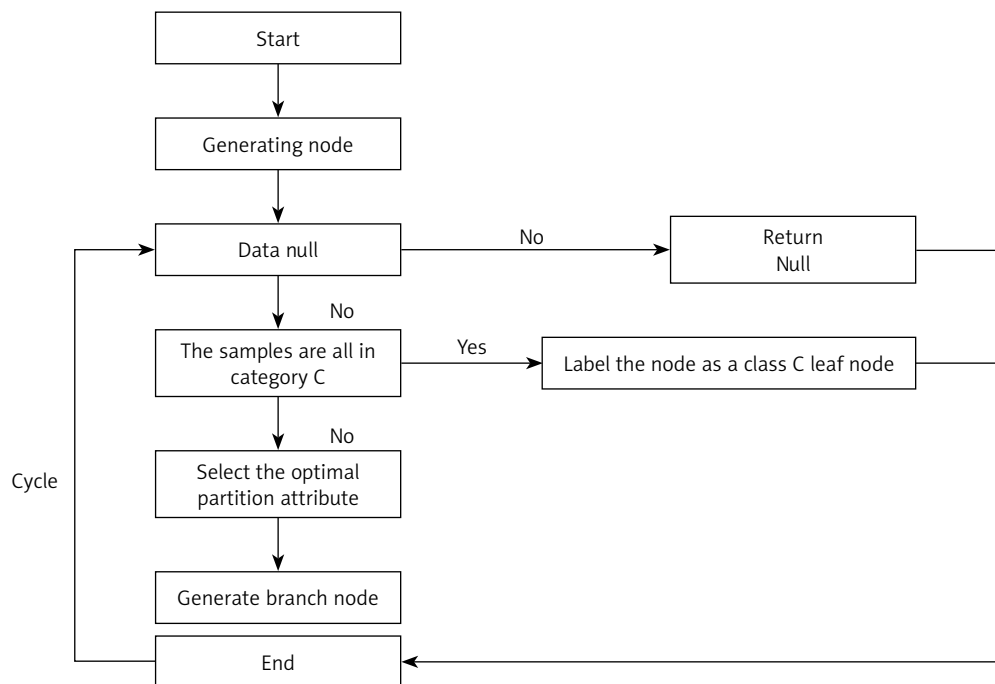 Start
Generating node
Data null
No
Return
Null
No
The samples are all in
category C
Yes
Label the node as a class C leaf node
No
Select the optimal
partition attribute
Cycle
Generate branch node
End